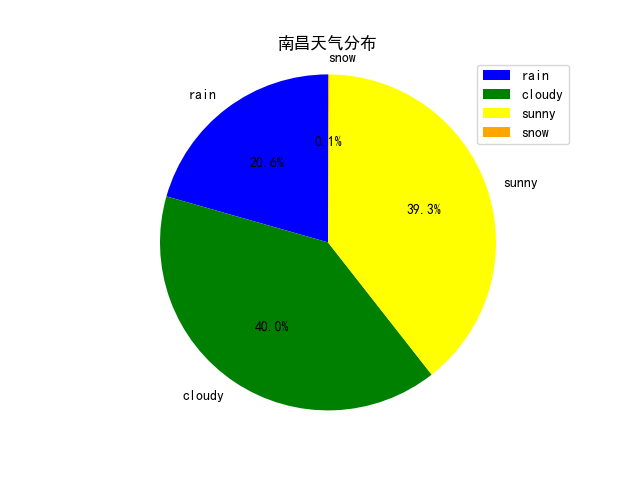 南昌天气分布
snow
rain
cloudy
sunny
snow
rain
0.1%
20.6%
sunny
39.3%
40.0%
cloudy